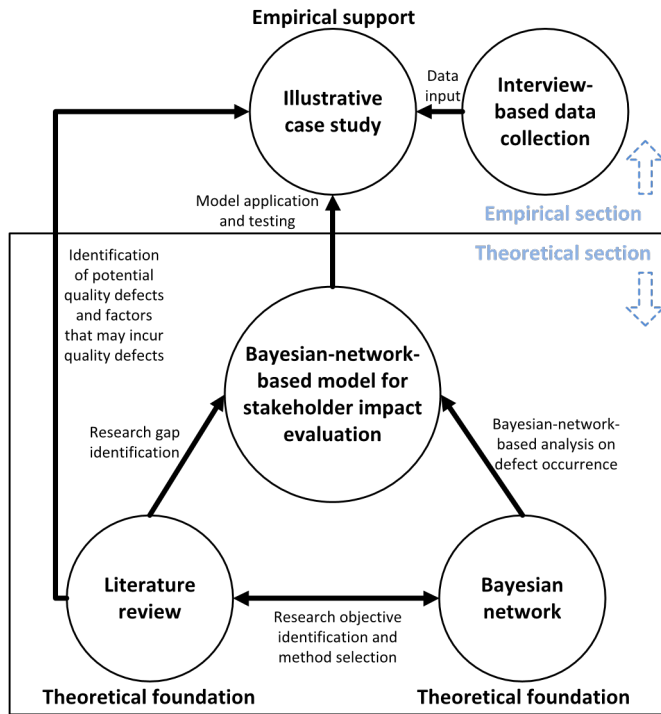 Empirical support
Illustrative
case study
Data
input
Interview-
based data
collection
Model application
and testing
Empirical section
Theoretical section
Identification
of potential
quality defects
and factors
that may incur
quality defects
Bayesian-network-
based model for
stakeholder impact
evaluation
Research gap
identification
Bayesian-network-
based analysis on
defect occurrence
Literature
review
Bayesian
network
Research objective
identification and
method selection
Theoretical foundation
Theoretical foundation